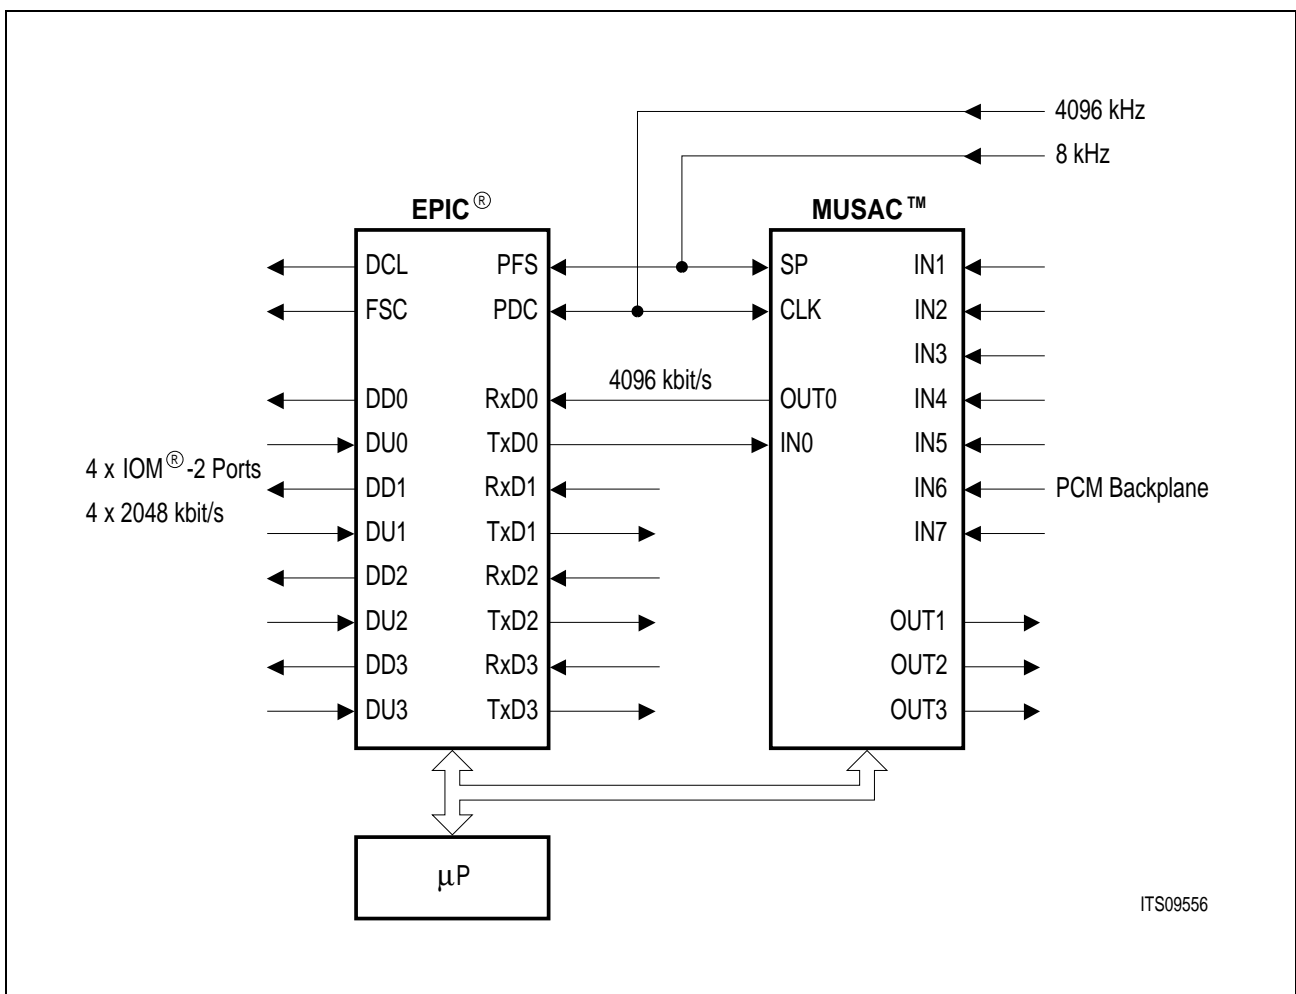 4096 kHz
8 kHz
EPIC®
MUSAC™
DCL
PFS
SP
IN1
FSC
PDC
CLK
IN2
IN3
4096 kbit/s
DD0
RxD0
OUT0
IN4
DU0
TxD0
IN0
IN5
4 x IOM®-2 Ports
DD1
RxD1
IN6
PCM Backplane
4 x 2048 kbit/s
DU1
TxD1
IN7
DD2
RxD2
DU2
TxD2
OUT1
DD3
RxD3
OUT2
DU3
TxD3
OUT3
µP
ITS09556